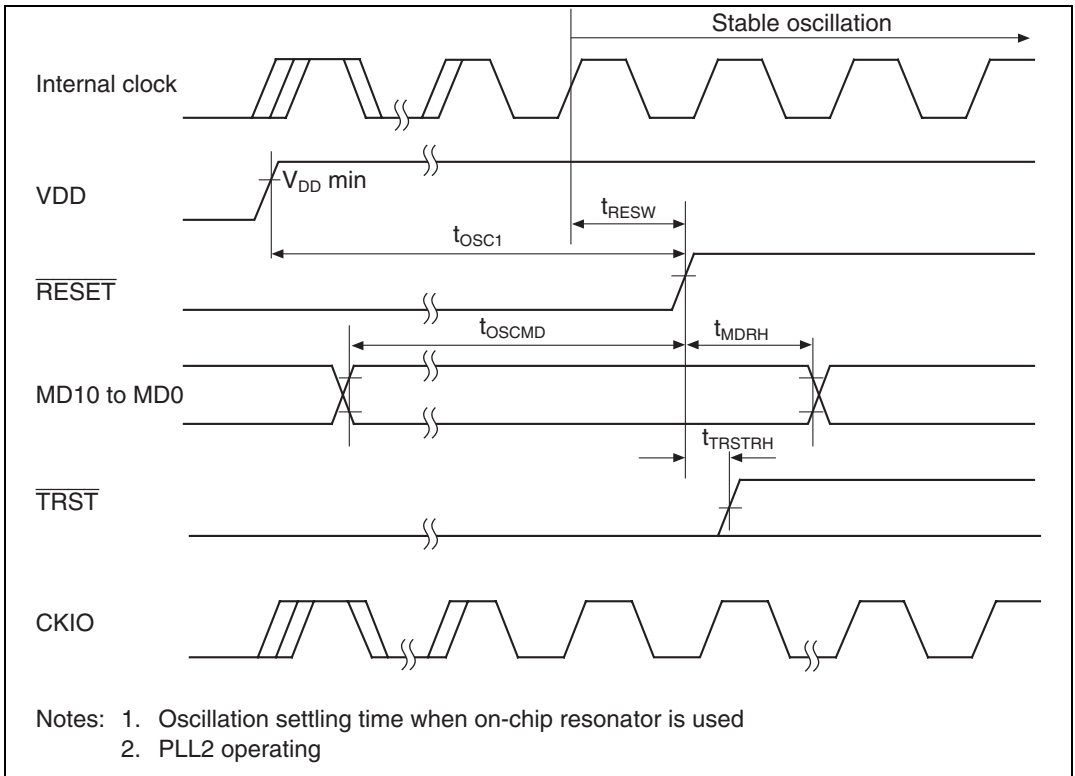 Stable oscillation
Internal clock
VDD
VDD min
tRESW
tOSC1
RESET
tOSCMD
tMDRH
MD10 to MD0
tTRSTRH
TRST
CKIO
Notes: 1. Oscillation settling time when on-chip resonator is used
2. PLL2 operating